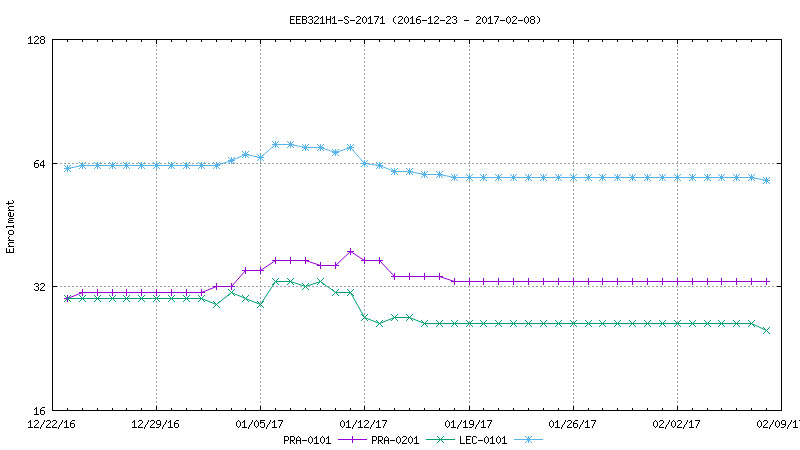 EEB321H1-S-20171 (2016-12-23 - 2017-02-08)
128
64
32
16
Enrolment
12/22/16 12/29/16 01/05/17 01/12/17 01/19/17 01/26/17 02/02/17 02/09/1
PRA-0101 PRA-0201 LEC-0101